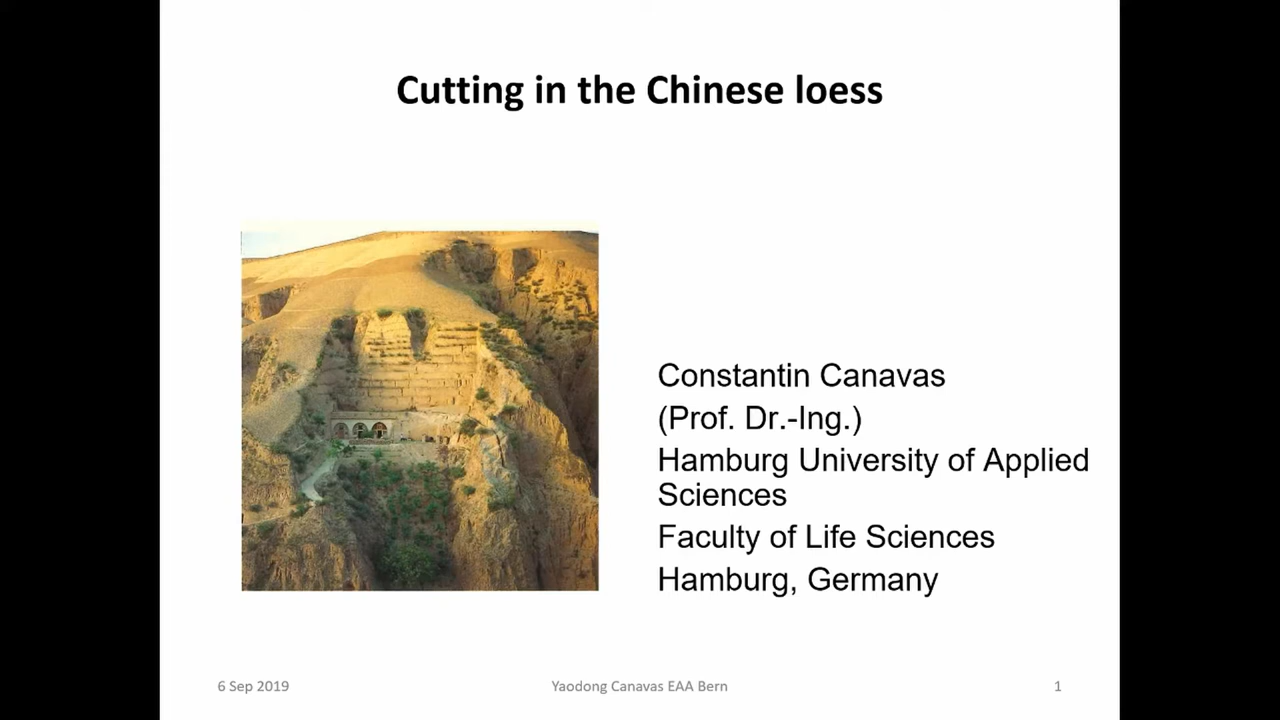 Cutting in the Chinese loess
Constantin Canavas
(Prof. Dr.-Ing.)
Hamburg University of Applied
Sciences
Faculty of Life Sciences
Hamburg, Germany
6 Sep 2019
Yaodong Canavas EAA Bern
1